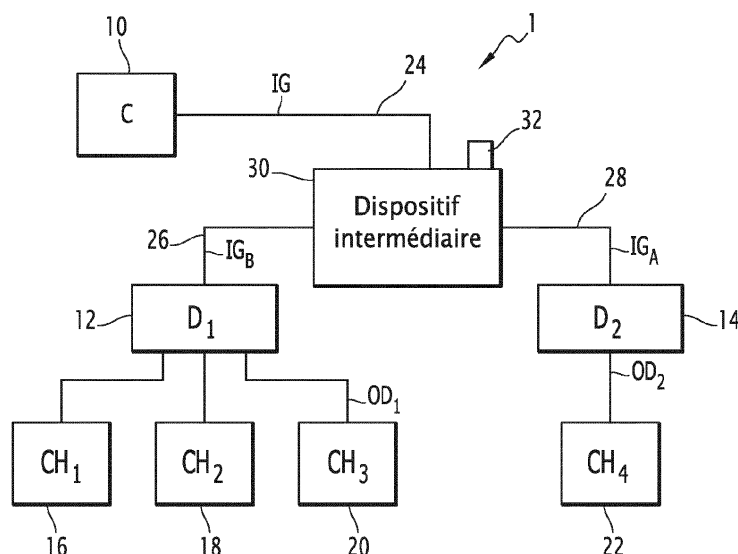 10
1
C
IG
24
32
30
Dispositif
intermédiaire
28
26
IG_B
IG_A
12
D_1
D_2
14
OD_1
OD_2
CH_1
CH_2
CH_3
CH_4
16
18
20
22